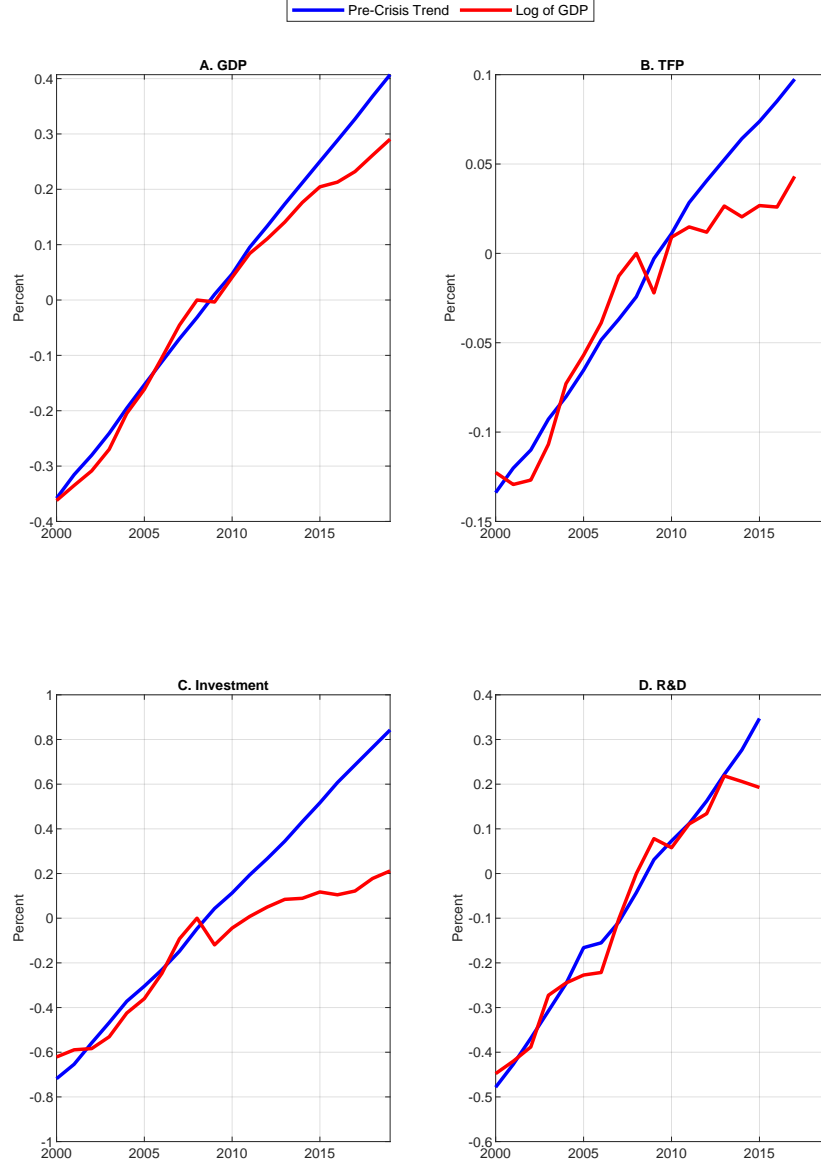 Pre-Crisis Trend Log of GDP
A. GDP
0.4
0.3
0.2
0.1
0
-0.1
-0.2
-0.3
-0.4
Percent
2000 2005 2010 2015
B. TFP
0.1
0.05
0
-0.05
-0.1
-0.15
Percent
2000 2005 2010 2015
C. Investment
1
0.8
0.6
0.4
0.2
0
-0.2
-0.4
-0.6
-0.8
-1
Percent
2000 2005 2010 2015
D. R&D
0.4
0.3
0.2
0.1
0
-0.1
-0.2
-0.3
-0.4
-0.5
-0.6
Percent
2000 2005 2010 2015